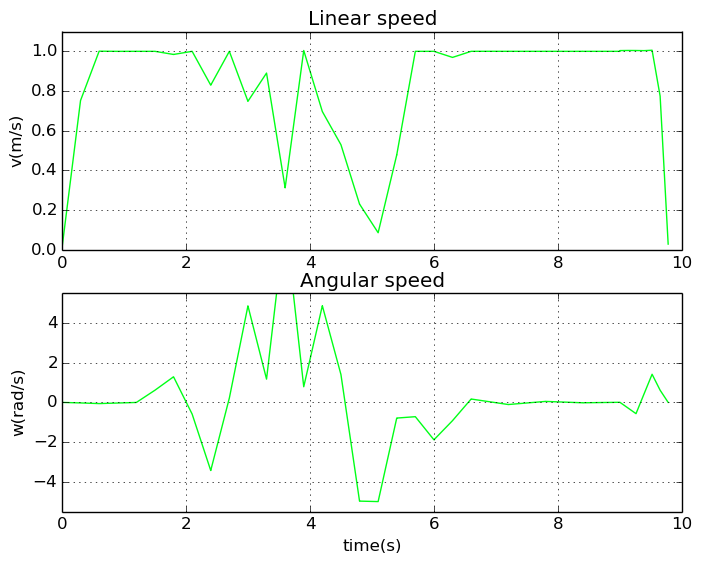 Linear speed
v(m/s)
1.0
0.8
0.6
0.4
0.2
0.0
0 2 4 6 8 10
Angular speed
w(rad/s)
4
2
0
−2
−4
0 2 4 6 8 10
time(s)